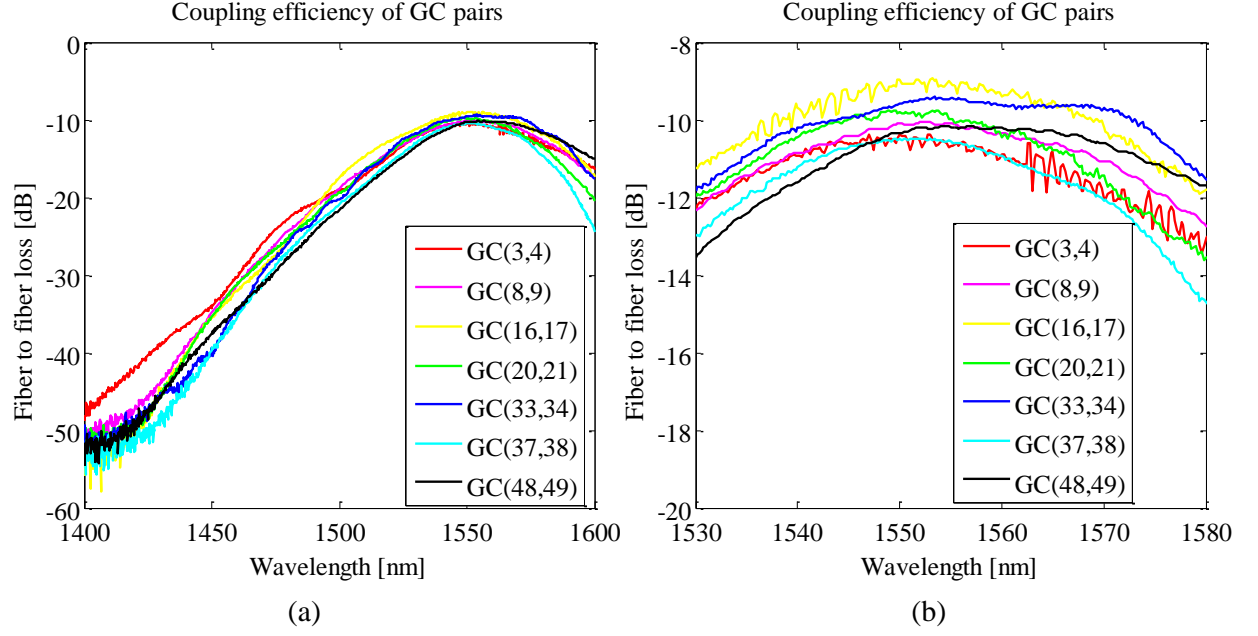 Coupling efficiency of GC pairs
0
-10
-20
-30
-40
-50
-60
1400
1450
1500
1550
1600
Fiber to fiber loss [dB]
Wavelength [nm]
GC(3,4)
GC(8,9)
GC(16,17)
GC(20,21)
GC(33,34)
GC(37,38)
GC(48,49)
(a)
Coupling efficiency of GC pairs
-8
-10
-12
-14
-16
-18
-20
1530
1540
1550
1560
1570
1580
Fiber to fiber loss [dB]
Wavelength [nm]
GC(3,4)
GC(8,9)
GC(16,17)
GC(20,21)
GC(33,34)
GC(37,38)
GC(48,49)
(b)